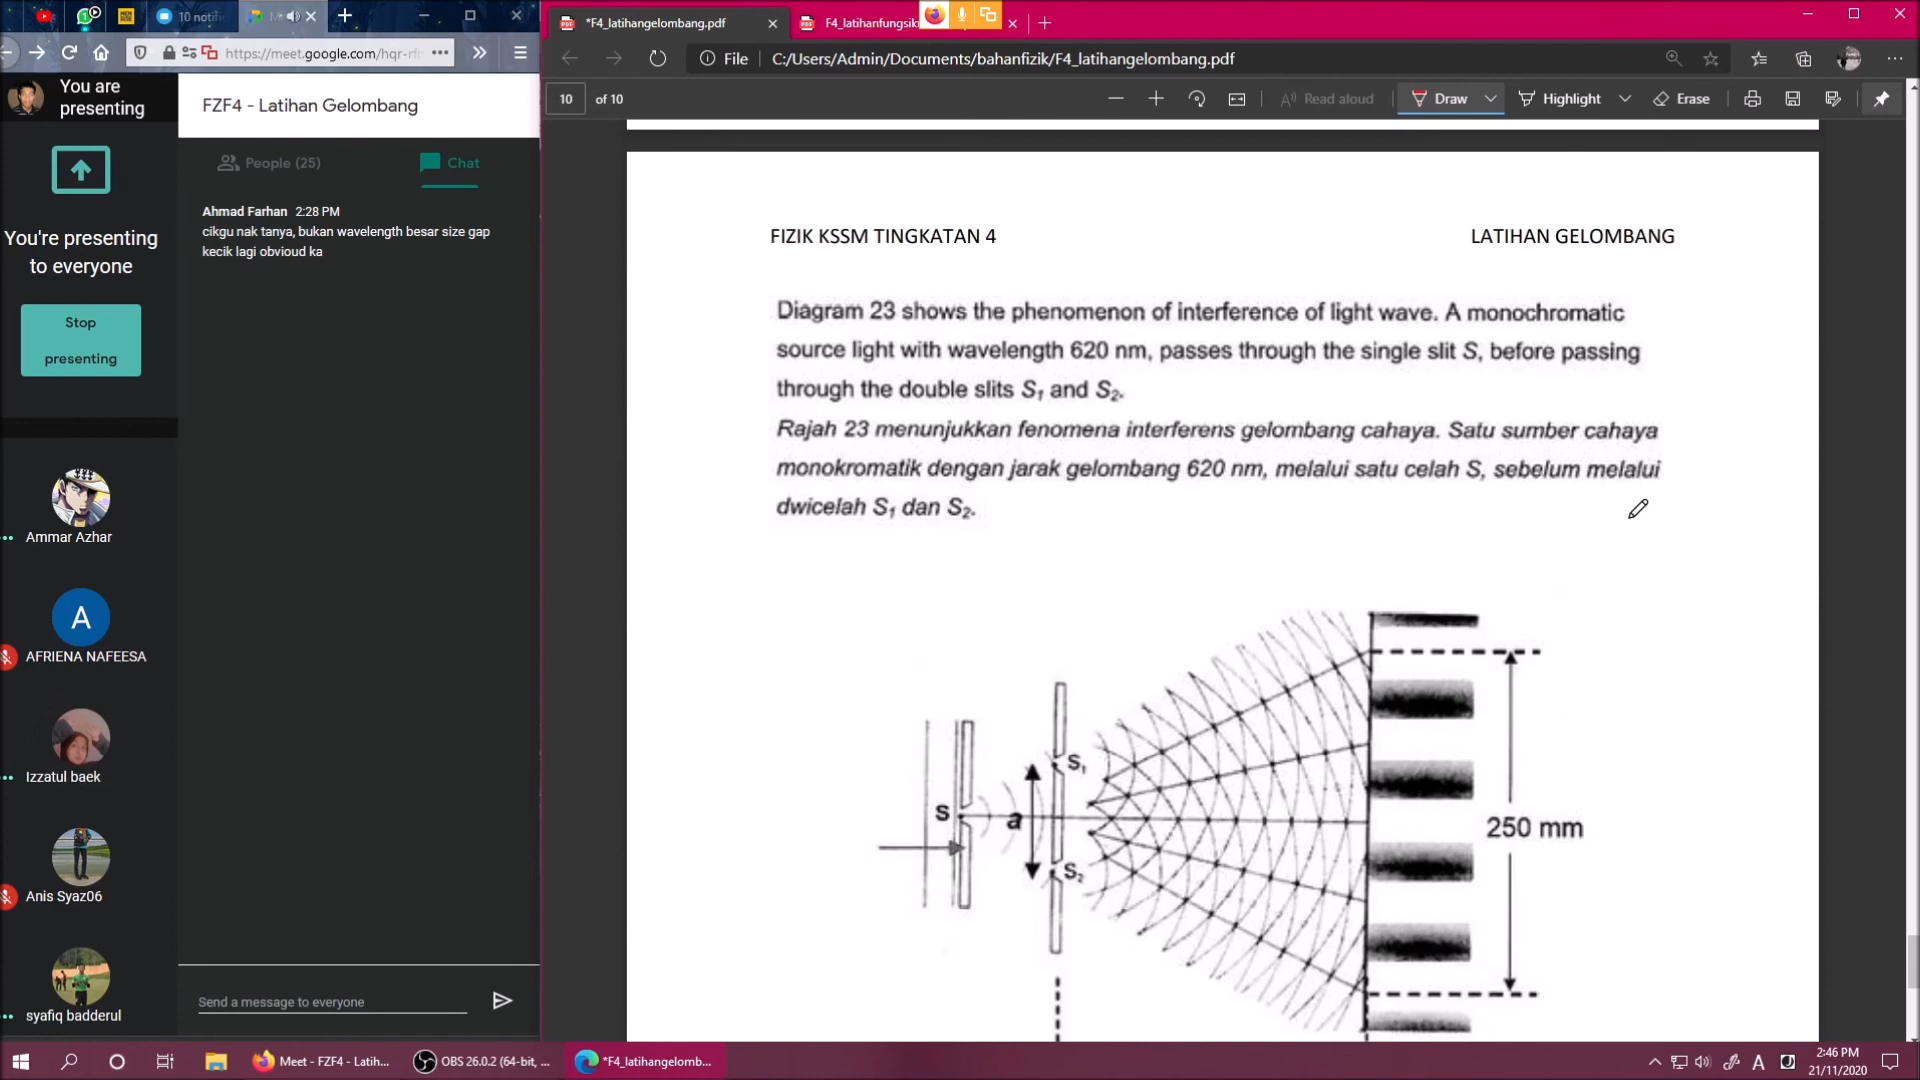 10 notifi
*F4_latihangelombang.pdf
F4_latihanfungsiku
https://meet.google.com/hqr-rf
File
C:/Users/Admin/Documents/bahanfizik/F4_latihangelombang.pdf
10 of 10
Read aloud
Draw
Highlight
Erase
You are
presenting
You're presenting
to everyone
Stop
presenting
Ammar Azhar
A
AFRIENA NAFEESA
Izzatul baek
Anis Syaz06
syafiq badderul
FZF4 - Latihan Gelombang
People (25)
Chat
Ahmad Farhan 2:28 PM
cikgu nak tanya, bukan wavelength besar size gap
kecik lagi obvioud ka
Send a message to everyone
FIZIK KSSM TINGKATAN 4
LATIHAN GELOMBANG
Diagram 23 shows the phenomenon of interference of light wave. A monochromatic
source light with wavelength 620 nm, passes through the single slit S, before passing
through the double slits S₁ and S₂.
Rajah 23 menunjukkan fenomena interferens gelombang cahaya. Satu sumber cahaya
monokromatik dengan jarak gelombang 620 nm, melalui satu celah S, sebelum melalui
dwicelah S₁ dan S₂.
S₁
S
a
S₂
250 mm
Meet - FZF4 - Latih...
OBS 26.0.2 (64-bit, ...
*F4_latihangelomb...
A
2:46 PM
21/11/2020